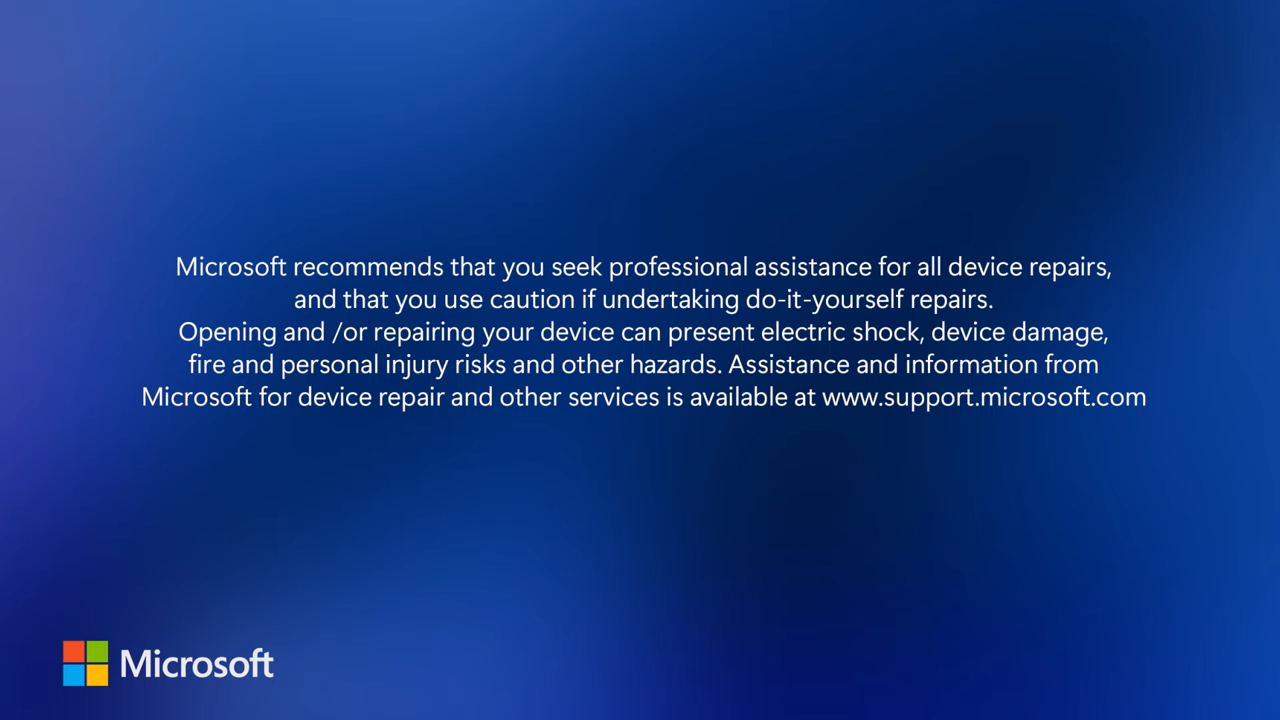 Microsoft recommends that you seek professional assistance for all device repairs,
and that you use caution if undertaking do-it-yourself repairs.
Opening and /or repairing your device can present electric shock, device damage,
fire and personal injury risks and other hazards. Assistance and information from
Microsoft for device repair and other services is available at www.support.microsoft.com
Microsoft